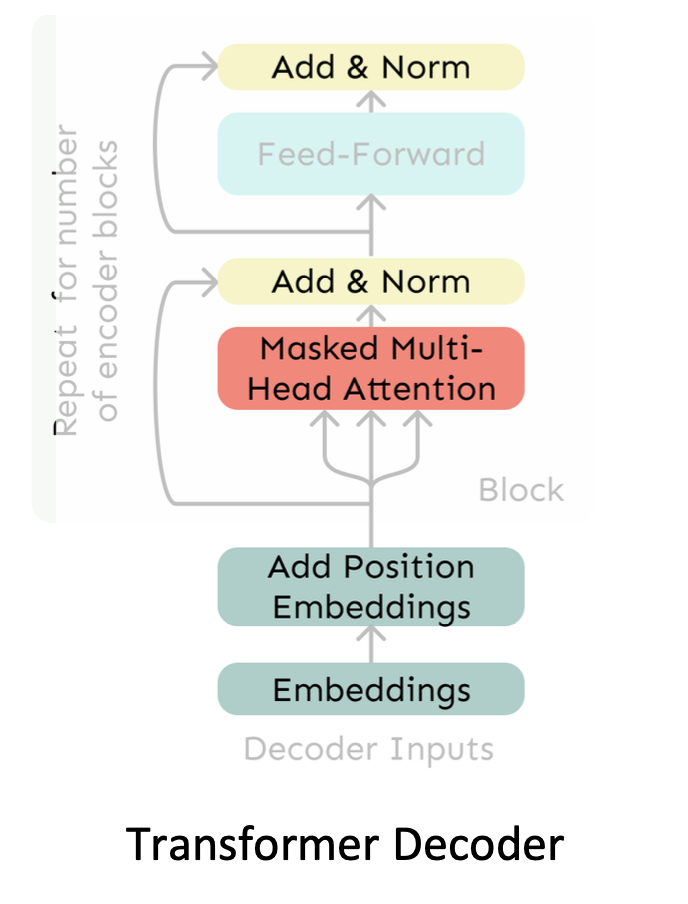 Add & Norm
Feed-Forward
Repeat for number
of encoder blocks
Add & Norm
Masked Multi-
Head Attention
Block
Add Position
Embeddings
Embeddings
Decoder Inputs
Transformer Decoder